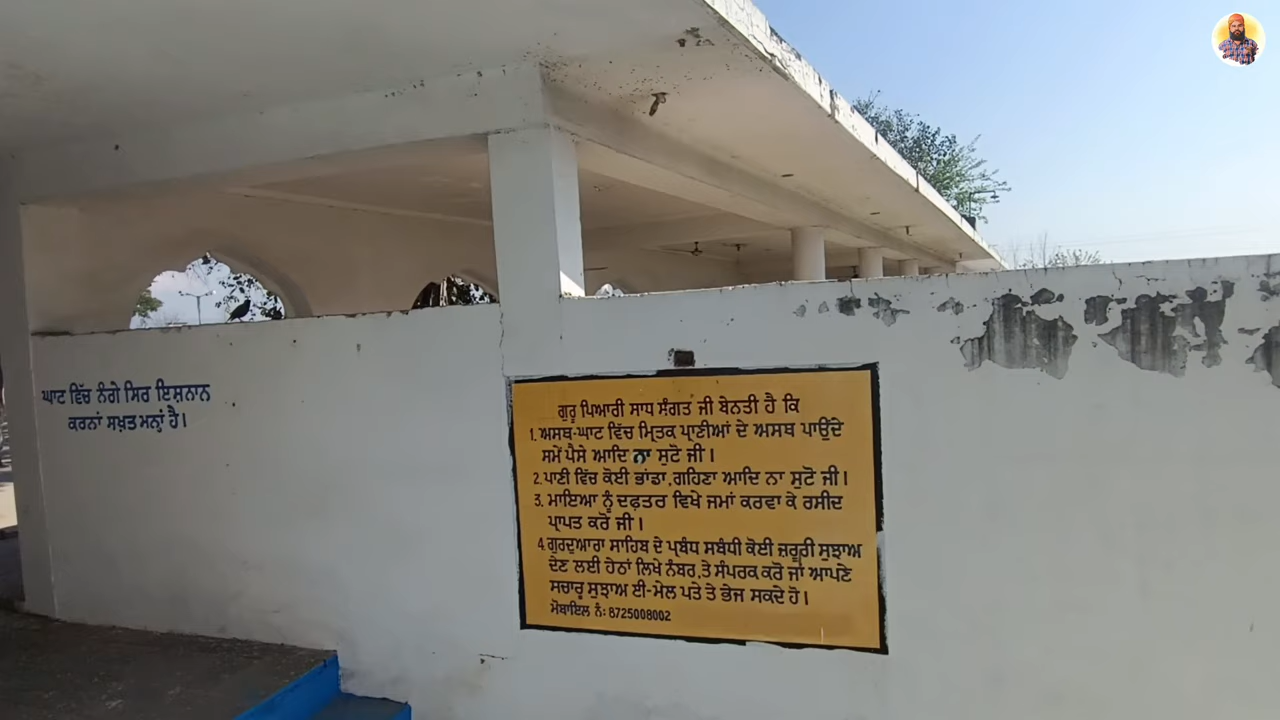 ਘਾਟ ਵਿੱਚ ਨੰਗੇ ਸਿਰ ਇਸ਼ਨਾਨ
ਕਰਨਾਂ ਸਖ਼ਤ ਮਨ੍ਹਾਂ ਹੈ।
ਗੁਰੂ ਪਿਆਰੀ ਸਾਧ ਸੰਗਤ ਜੀ ਬੇਨਤੀ ਹੈ ਕਿ
1. ਅਸਥ-ਘਾਟ ਵਿੱਚ ਮ੍ਰਿਤਕ ਪ੍ਰਾਣੀਆਂ ਦੇ ਅਸਥ ਪਾਉਂਦੇ
ਸਮੇਂ ਪੈਸੇ ਆਦਿ ਨਾ ਸੁਟੋ ਜੀ।
2. ਪਾਣੀ ਵਿੱਚ ਕੋਈ ਭਾਂਡਾ, ਗਹਿਣਾ ਆਦਿ ਨਾ ਸੁਟੋ ਜੀ।
3. ਮਾਇਆ ਨੂੰ ਦਫ਼ਤਰ ਵਿਖੇ ਜਮਾਂ ਕਰਵਾ ਕੇ ਰਸੀਦ
ਪ੍ਰਾਪਤ ਕਰੋ ਜੀ।
4. ਗੁਰਦੁਆਰਾ ਸਾਹਿਬ ਦੇ ਪ੍ਰਬੰਧ ਸਬੰਧੀ ਕੋਈ ਜ਼ਰੂਰੀ ਸੁਝਾਅ
ਦੇਣ ਲਈ ਹੇਠਾਂ ਲਿਖੇ ਨੰਬਰ,ਤੇ ਸੰਪਰਕ ਕਰੋ ਜਾਂ ਆਪਣੇ
ਸਚਾਰੂ ਸੁਝਾਅ ਈ-ਮੇਲ ਪਤੇ ਤੇ ਭੇਜ ਸਕਦੇ ਹੋ।
ਮੋਬਾਇਲ ਨੰ: 8725008002